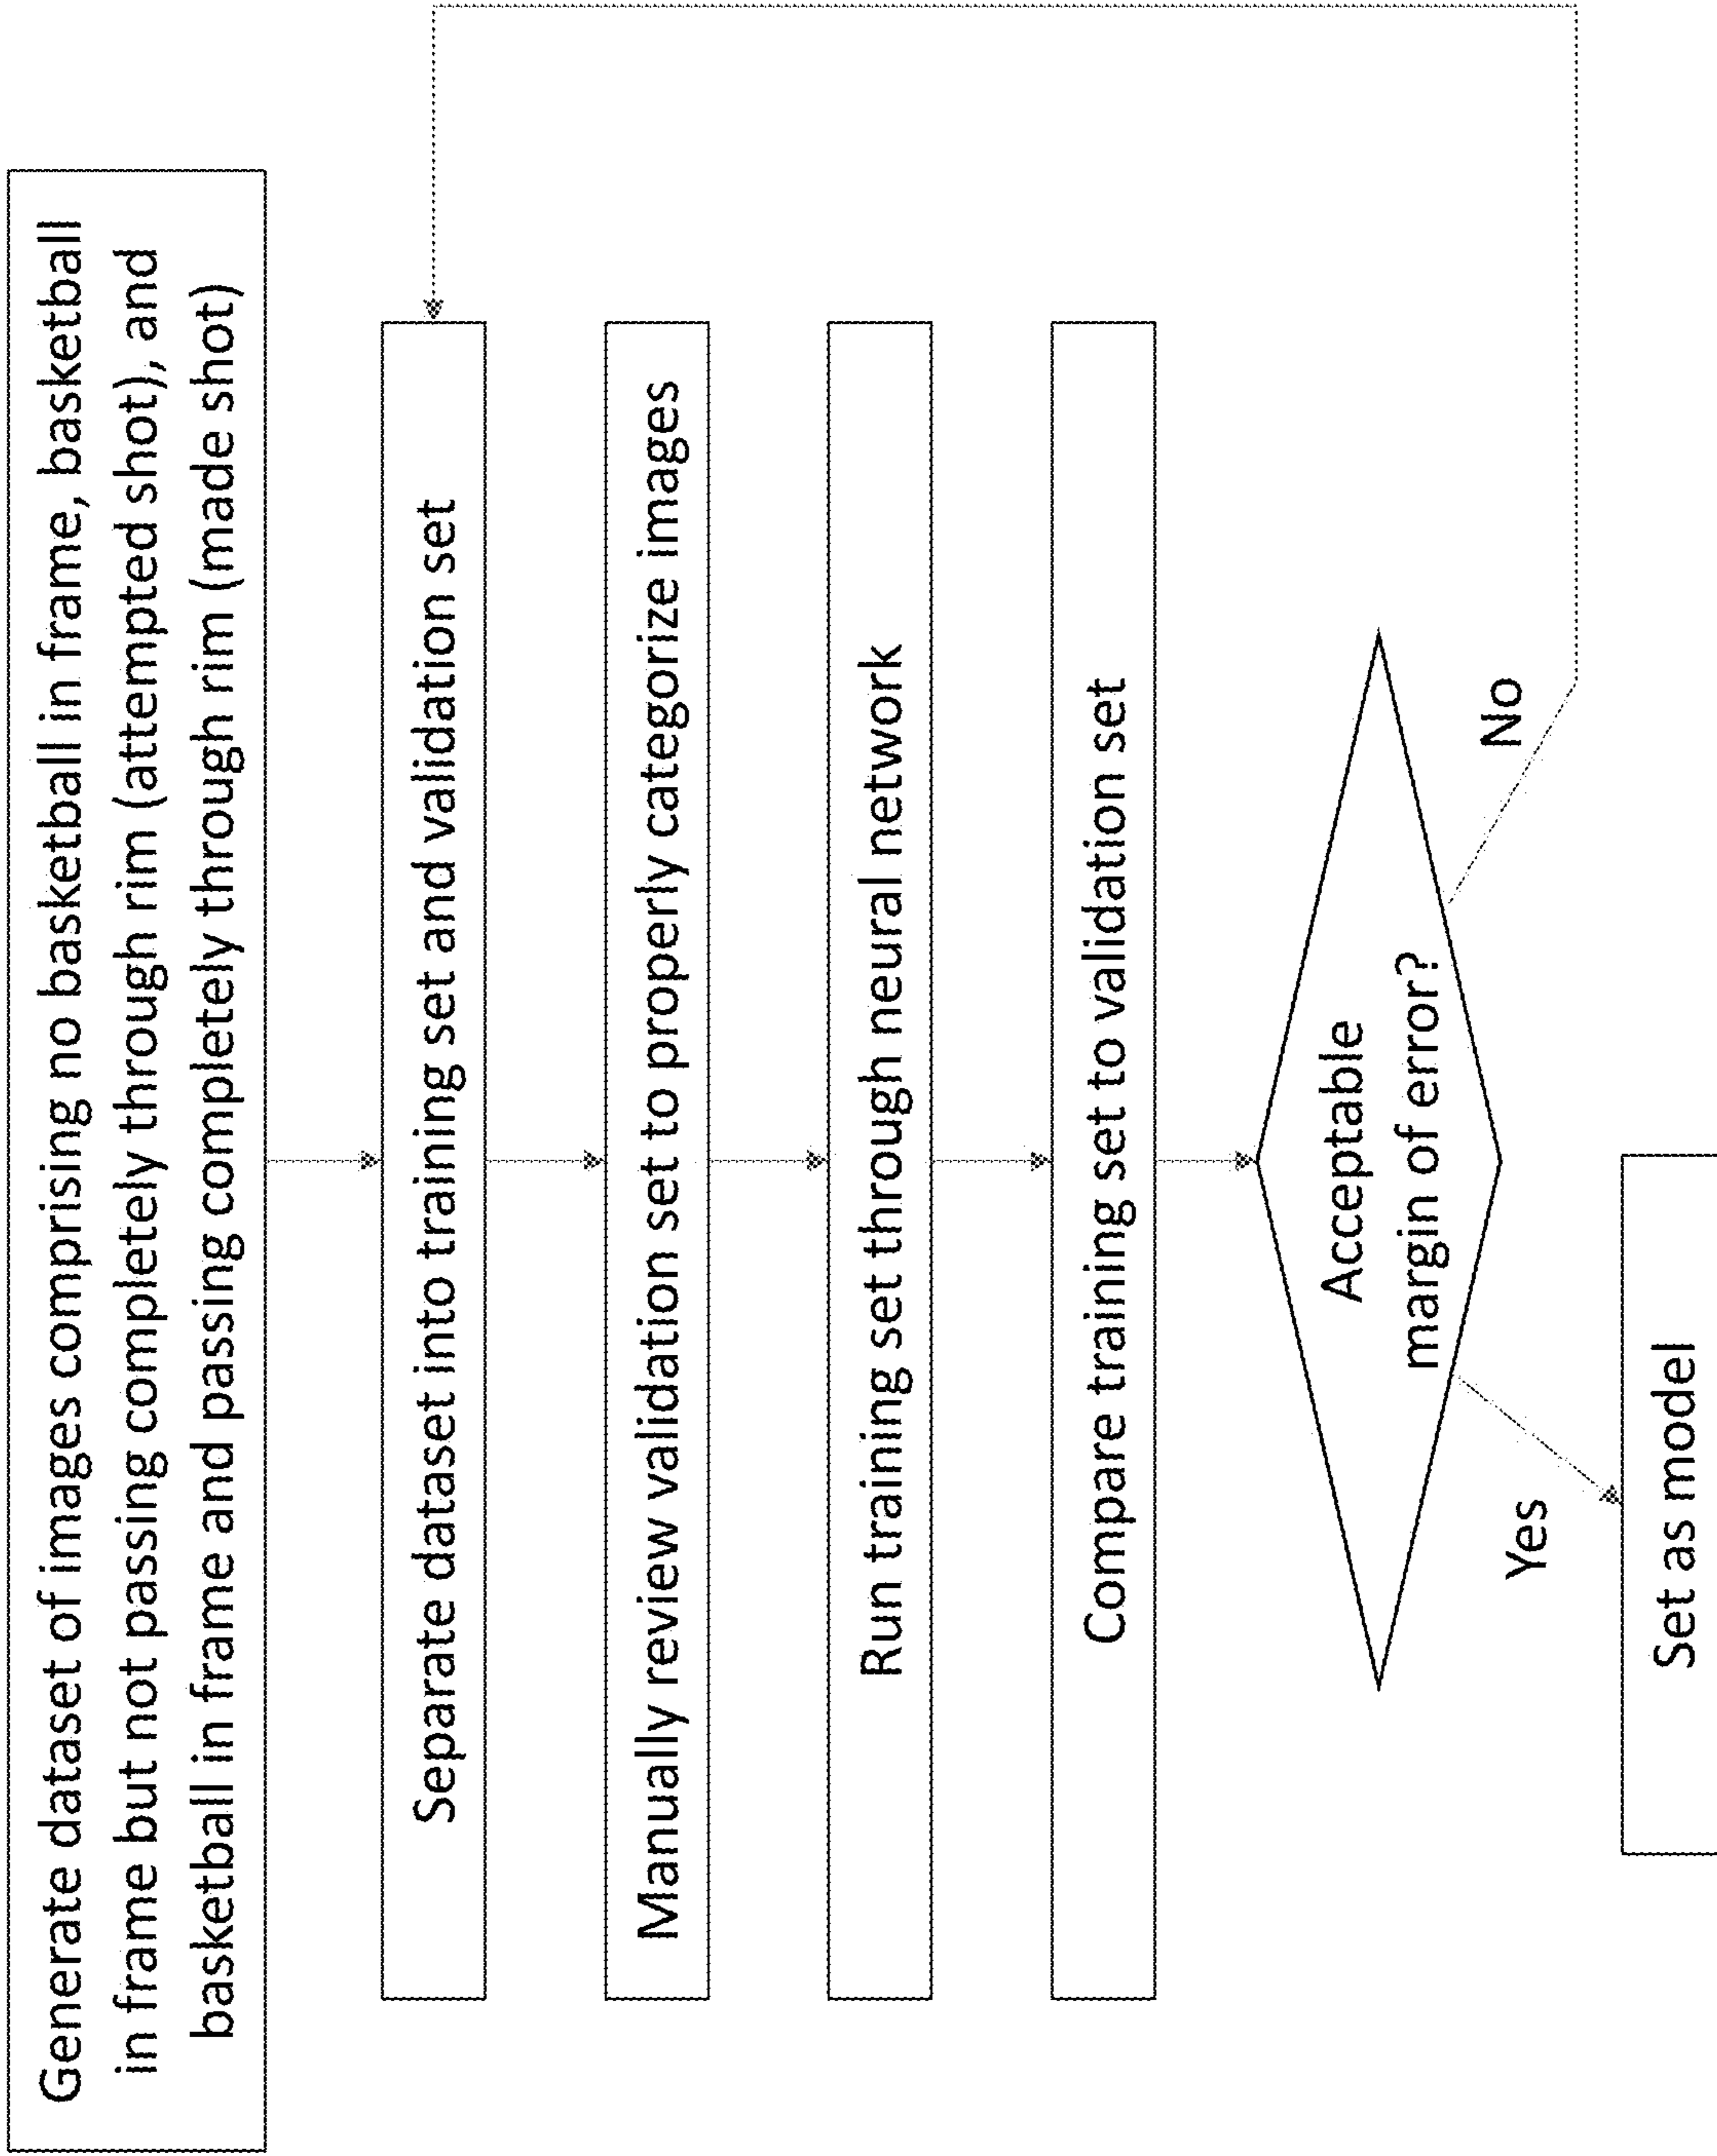 Generate dataset of images comprising no basketball in frame, basketball
in frame but not passing completely through rim (attempted shot), and
basketball in frame and passing completely through rim (made shot)
Separate dataset into training set and validation set
Manually review validation set to properly categorize images
Run training set through neural network
Compare training set to validation set
Acceptable
margin of error?
Yes
No
Set as model